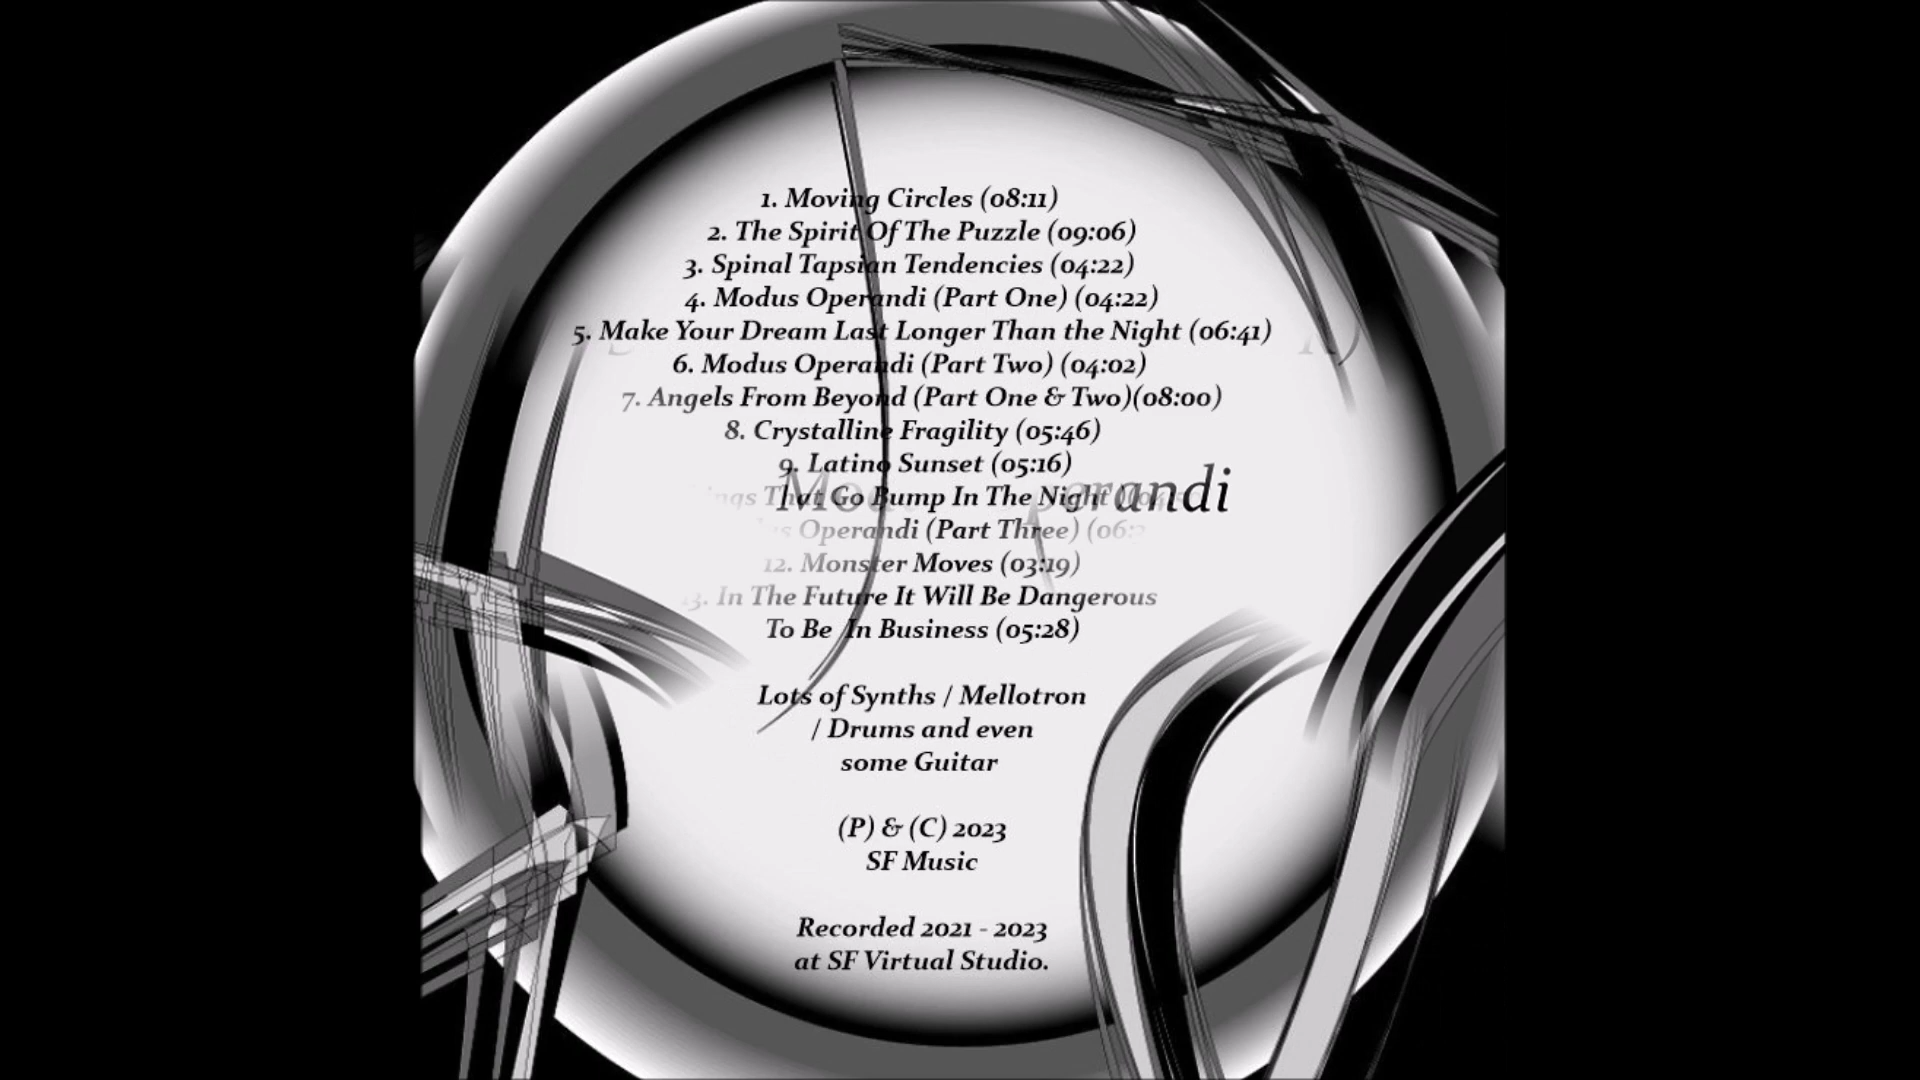 1. Moving Circles (08:11)
2. The Spirit Of The Puzzle (09:06)
3. Spinal Tapsian Tendencies (04:22)
4. Modus Operandi (Part One) (04:22)
5. Make Your Dream Last Longer Than the Night (06:41)
6. Modus Operandi (Part Two) (04:02)
7. Angels From Beyond (Part One & Two)(08:00)
8. Crystalline Fragility (05:46)
9. Latino Sunset (05:16)
That Go Bump In The Night
Operandi (Part Three)
12. Monster Moves (03:19)
13. In The Future It Will Be Dangerous
To Be In Business (05:28)
Lots of Synths / Mellotron
/ Drums and even
some Guitar
(P) & (C) 2023
SF Music
Recorded 2021 - 2023
at SF Virtual Studio.